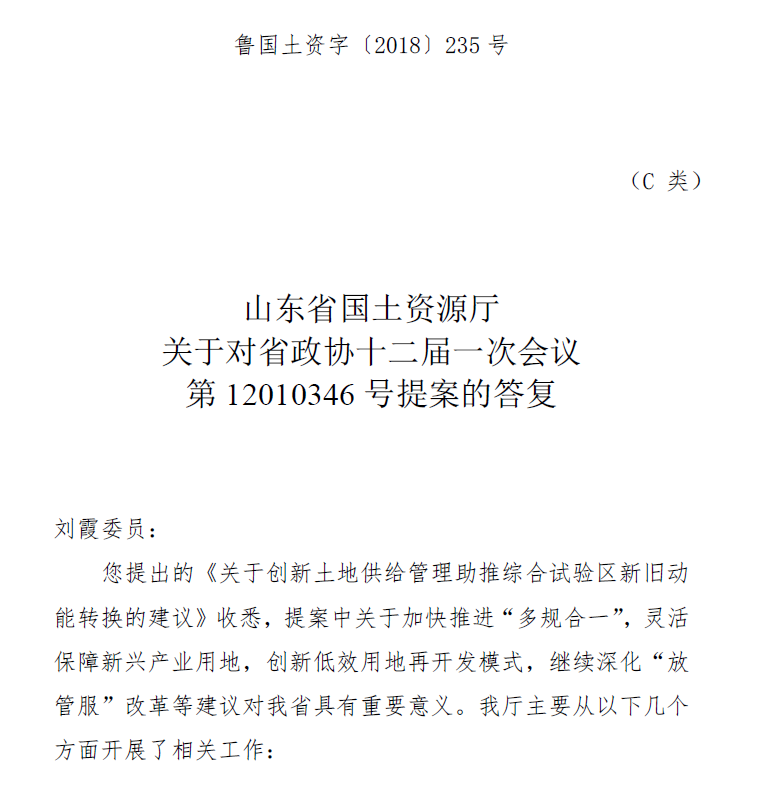 鲁国土资字〔2018〕235 号
（C 类）
山东省国土资源厅
关于对省政协十二届一次会议
第 12010346 号提案的答复
刘霞委员：
您提出的《关于创新土地供给管理助推综合试验区新旧动
能转换的建议》收悉，提案中关于加快推进“多规合一”，灵活
保障新兴产业用地，创新低效用地再开发模式，继续深化“放
管服”改革等建议对我省具有重要意义。我厅主要从以下几个
方面开展了相关工作：